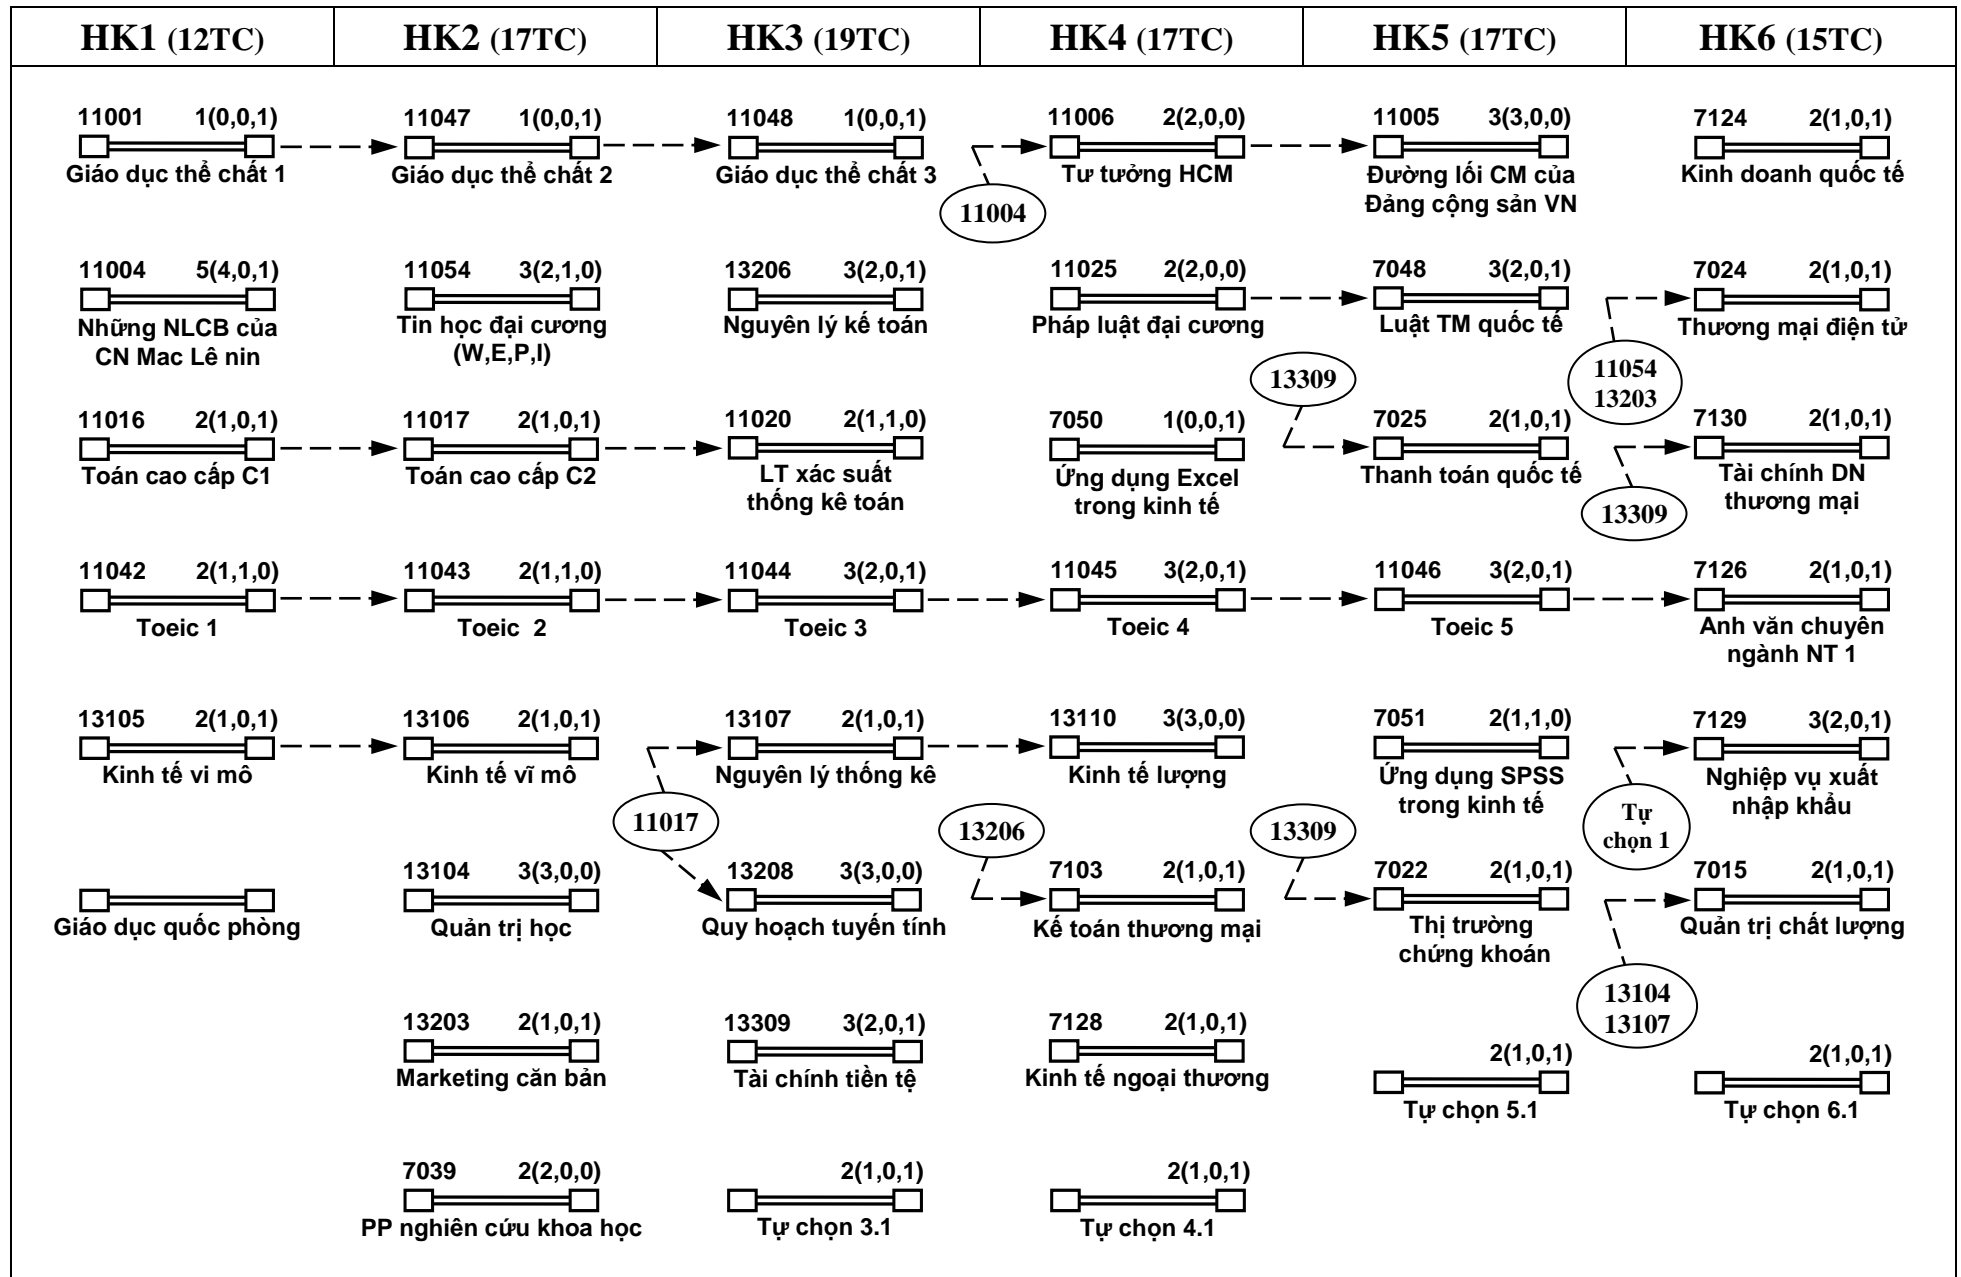 HK1 (12TC) HK2 (17TC) HK3 (19TC) HK4 (17TC) HK5 (17TC) HK6 (15TC)
11001 1(0,0,1) 11047 1(0,0,1) 11048 1(0,0,1) 11006 2(2,0,0) 11005 3(3,0,0) 7124 2(1,0,1)
Giáo dục thể chất 1 Giáo dục thể chất 2 Giáo dục thể chất 3 Tư tưởng HCM Đường lối CM của Kinh doanh quốc tế
Đảng cộng sản VN
11004
11004 5(4,0,1) 11054 3(2,1,0) 13206 3(2,0,1) 11025 2(2,0,0) 7048 3(2,0,1) 7024 2(1,0,1)
Những NLCB của Tin học đại cương Nguyên lý kế toán Pháp luật đại cương Luật TM quốc tế Thương mại điện tử
CN Mac Lê nin (W,E,P,I)
13309 11054
13203
11016 2(1,0,1) 11017 2(1,0,1) 11020 2(1,1,0) 7050 1(0,0,1) 7025 2(1,0,1) 7130 2(1,0,1)
Toán cao cấp C1 Toán cao cấp C2 LT xác suất Ứng dụng Excel Thanh toán quốc tế Tài chính DN
thống kê toán trong kinh tế thương mại
13309
11042 2(1,1,0) 11043 2(1,1,0) 11044 3(2,0,1) 11045 3(2,0,1) 11046 3(2,0,1) 7126 2(1,0,1)
Toeic 1 Toeic 2 Toeic 3 Toeic 4 Toeic 5 Anh văn chuyên
ngành NT 1
13105 2(1,0,1) 13106 2(1,0,1) 13107 2(1,0,1) 13110 3(3,0,0) 7051 2(1,1,0) 7129 3(2,0,1)
Kinh tế vi mô Kinh tế vĩ mô Nguyên lý thống kê Kinh tế lượng Ứng dụng SPSS Nghiệp vụ xuất
trong kinh tế nhập khẩu
11017 13206 13309 Tự
chọn 1
13104 3(3,0,0) 13208 3(3,0,0) 7103 2(1,0,1) 7022 2(1,0,1) 7015 2(1,0,1)
Giáo dục quốc phòng Quản trị học Quy hoạch tuyến tính Kế toán thương mại Thị trường Quản trị chất lượng
chứng khoán
13104
13107
13203 2(1,0,1) 13309 3(2,0,1) 7128 2(1,0,1)
2(1,0,1) 2(1,0,1)
Marketing căn bản Tài chính tiền tệ Kinh tế ngoại thương
Tự chọn 5.1 Tự chọn 6.1
7039 2(2,0,0) 2(1,0,1) 2(1,0,1)
PP nghiên cứu khoa học Tự chọn 3.1 Tự chọn 4.1